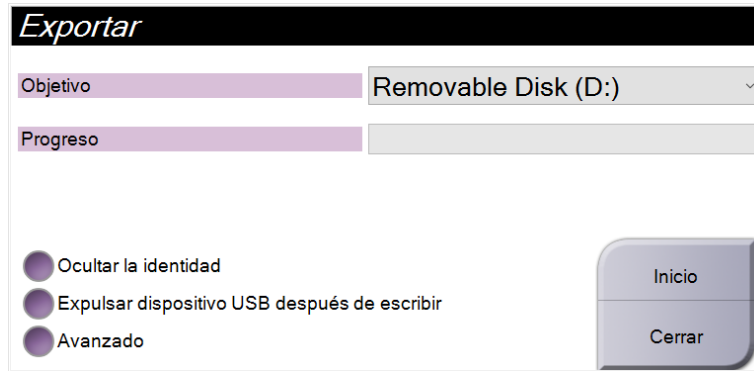 Exportar
Objetivo
Removable Disk (D:)
Progreso
Ocultar la identidad
Expulsar dispositivo USB después de escribir
Avanzado
Inicio
Cerrar